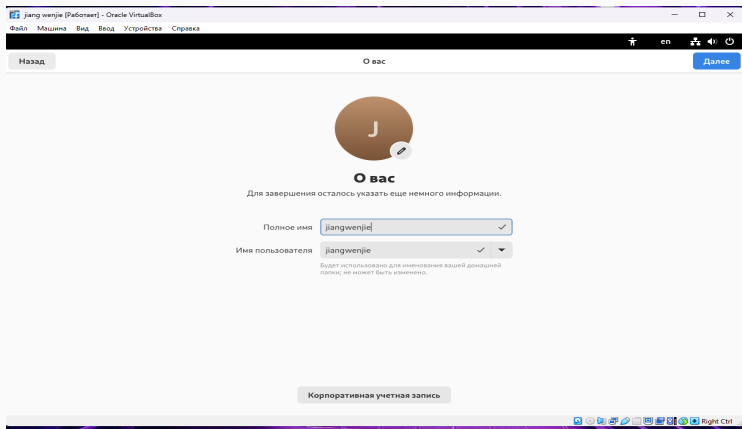 jiang wenjie [Работает] - Oracle VirtualBox
Файл Машина Вид Ввод Устройства Справка
en
Назад О вас Далее
J
О вас
Для завершения осталось указать еще немного информации.
Полное имя jiangwenjie
Имя пользователя jiangwenjie
Будет использовано для именования вашей домашней
папки; не может быть изменено.
Корпоративная учетная запись
Right Ctrl